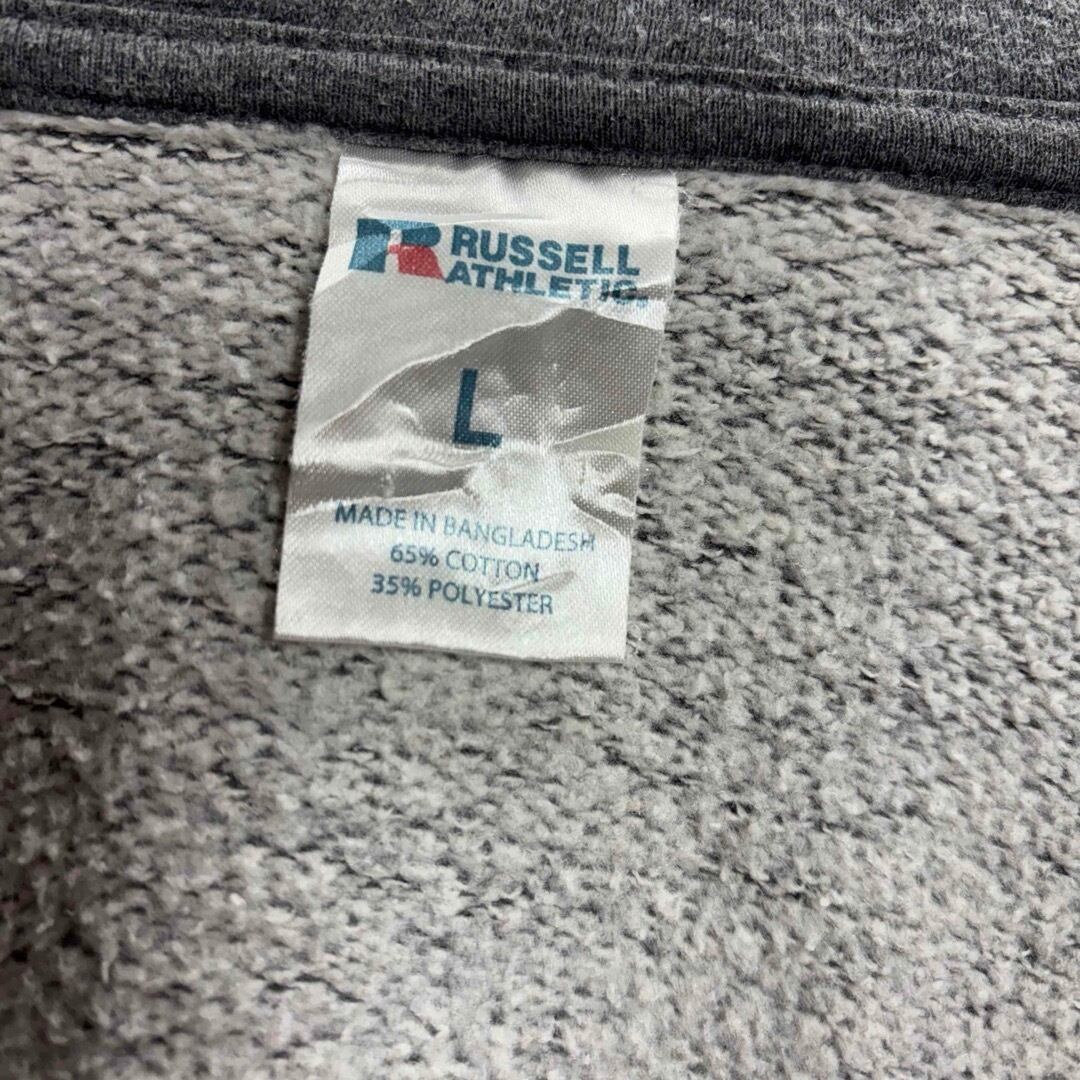 R RUSSELL
ATHLETIC®
L
MADE IN BANGLADESH
65% COTTON
35% POLYESTER